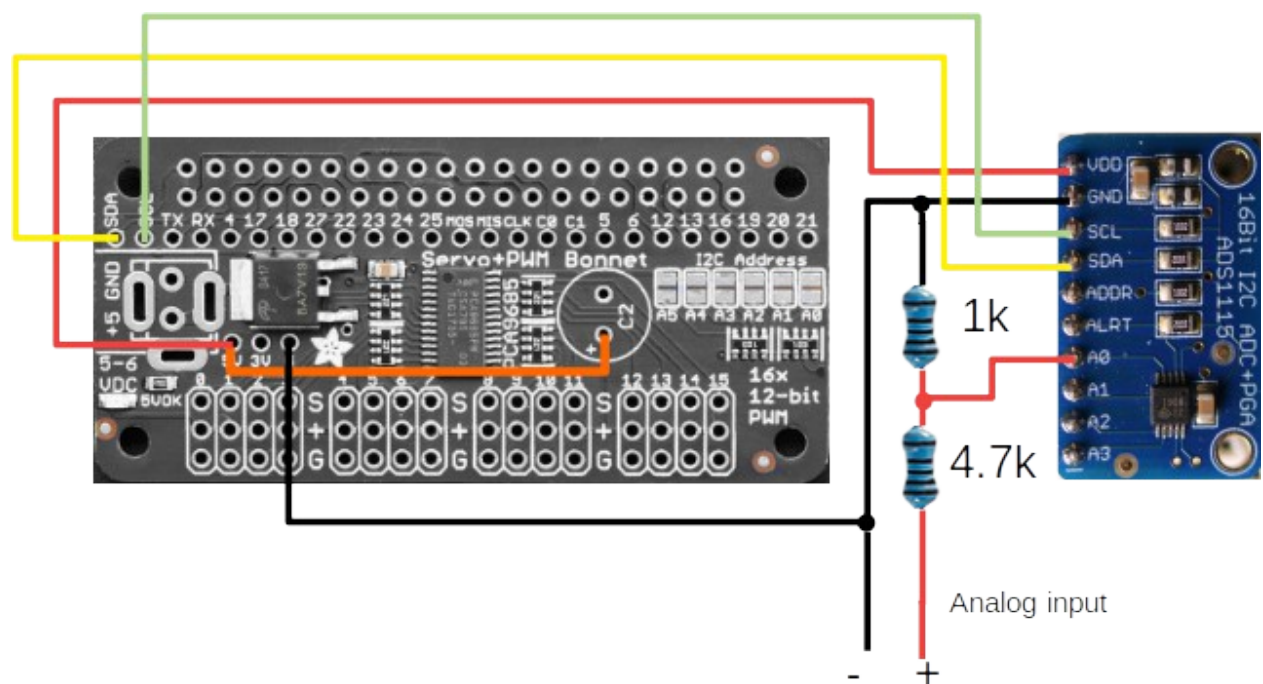 SDA
SCL
TX RX 4 17 18 27 22 23 24 25 MOS MIS CLK C0 C1 5 6 12 13 16 19 20 21
Servo+PWM Bonnet
I2C Address
+5 GND
A5 A4 A3 A2 A1 A0
C2
+
PCA9685
5V 3V
5-6
VDC
5VOK
16x
12-bit
PWM
0 1 2 4 5 6 7 8 9 10 11 12 13 14 15
S S S
+ + +
G G G
VDD
GND
SCL
SDA
ADDR
ALRT
A0
A1
A2
A3
16Bit I2C ADC+PGA
ADS1115
1k
4.7k
Analog input
- +